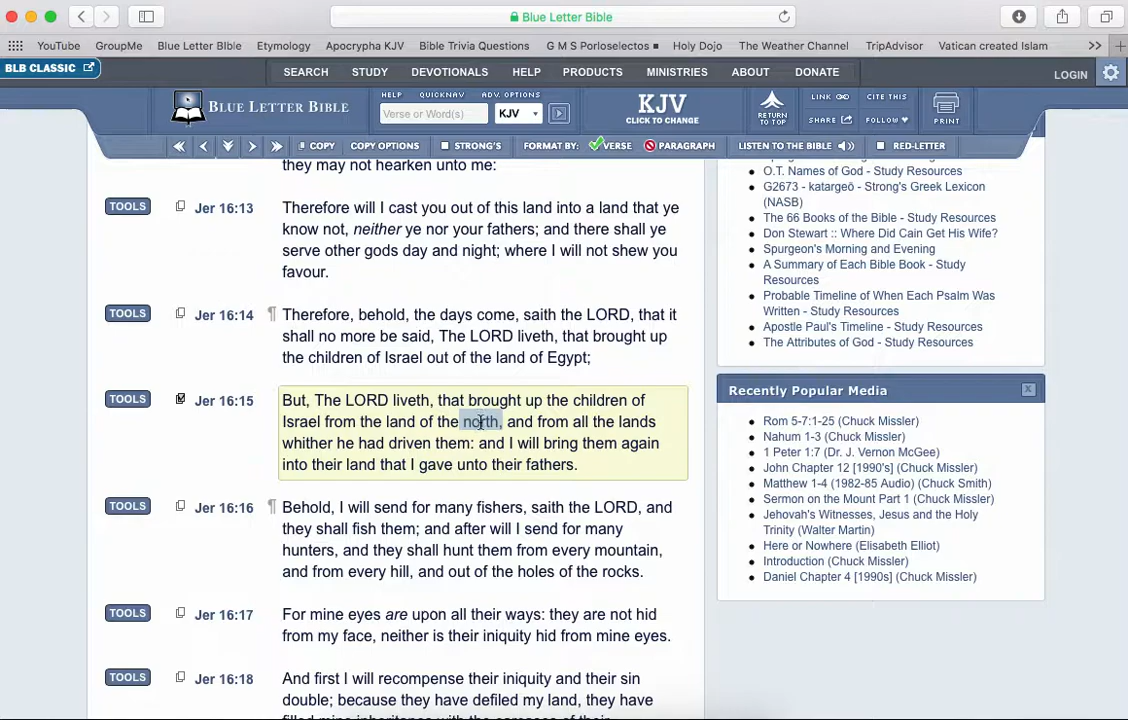 Blue Letter Bible
YouTube GroupMe Blue Letter BIble Etymology Apocrypha KJV Bible Trivia Questions G M S Porloselectos Holy Dojo The Weather Channel TripAdvisor Vatican created Islam >> +
BLB CLASSIC
SEARCH STUDY DEVOTIONALS HELP PRODUCTS MINISTRIES ABOUT DONATE LOGIN
HELP QUICKNAV ADV. OPTIONS
BLUE LETTER BIBLE
Verse or Word(s) KJV
KJV
CLICK TO CHANGE
RETURN
TO TOP
LINK CITE THIS
SHARE FOLLOW
PRINT
COPY COPY OPTIONS STRONG'S FORMAT BY: VERSE PARAGRAPH LISTEN TO THE BIBLE RED-LETTER
they may not hearken unto me:
TOOLS Jer 16:13 Therefore will I cast you out of this land into a land that ye
know not, neither ye nor your fathers; and there shall ye
serve other gods day and night; where I will not shew you
favour.
TOOLS Jer 16:14 ¶ Therefore, behold, the days come, saith the LORD, that it
shall no more be said, The LORD liveth, that brought up
the children of Israel out of the land of Egypt;
TOOLS Jer 16:15 But, The LORD liveth, that brought up the children of
Israel from the land of the north, and from all the lands
whither he had driven them: and I will bring them again
into their land that I gave unto their fathers.
TOOLS Jer 16:16 ¶ Behold, I will send for many fishers, saith the LORD, and
they shall fish them; and after will I send for many
hunters, and they shall hunt them from every mountain,
and from every hill, and out of the holes of the rocks.
TOOLS Jer 16:17 For mine eyes are upon all their ways: they are not hid
from my face, neither is their iniquity hid from mine eyes.
TOOLS Jer 16:18 And first I will recompense their iniquity and their sin
double; because they have defiled my land, they have
O.T. Names of God - Study Resources
G2673 - katargeō - Strong's Greek Lexicon
(NASB)
The 66 Books of the Bible - Study Resources
Don Stewart :: Where Did Cain Get His Wife?
Spurgeon's Morning and Evening
A Summary of Each Bible Book - Study
Resources
Probable Timeline of When Each Psalm Was
Written - Study Resources
Apostle Paul's Timeline - Study Resources
The Attributes of God - Study Resources
Recently Popular Media x
Rom 5-7:1-25 (Chuck Missler)
Nahum 1-3 (Chuck Missler)
1 Peter 1:7 (Dr. J. Vernon McGee)
John Chapter 12 [1990's] (Chuck Missler)
Matthew 1-4 (1982-85 Audio) (Chuck Smith)
Sermon on the Mount Part 1 (Chuck Missler)
Jehovah's Witnesses, Jesus and the Holy
Trinity (Walter Martin)
Here or Nowhere (Elisabeth Elliot)
Introduction (Chuck Missler)
Daniel Chapter 4 [1990s] (Chuck Missler)